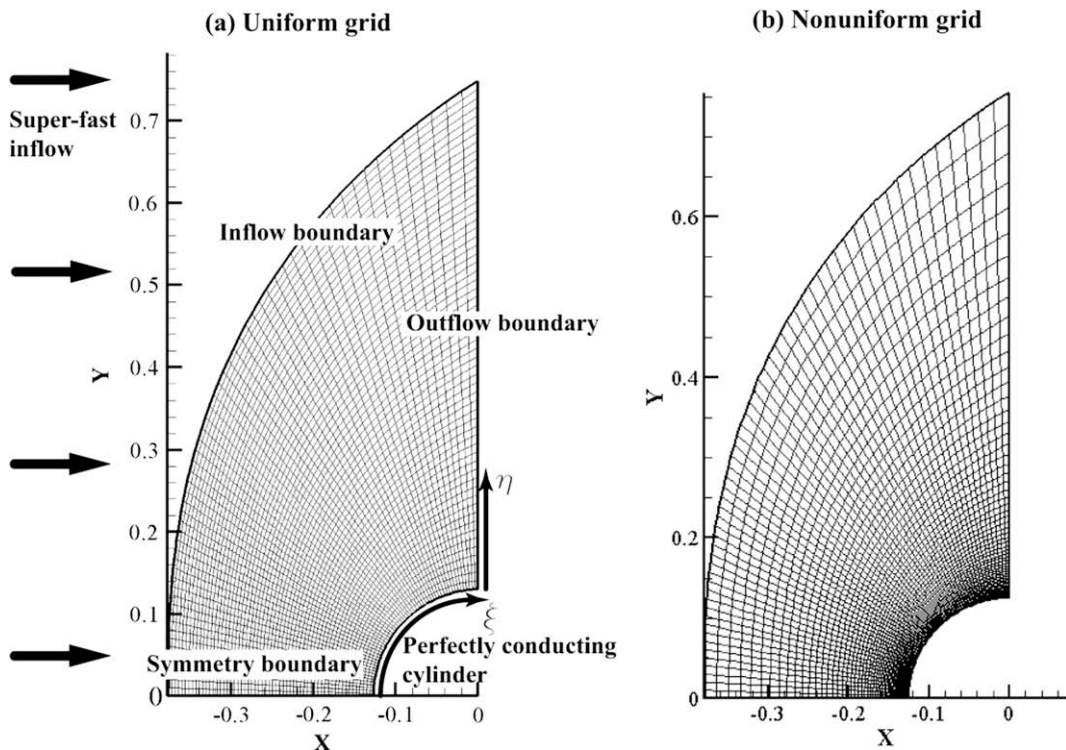 (a) Uniform grid
(b) Nonuniform grid
Super-fast
inflow
Inflow boundary
Outflow boundary
Symmetry boundary
Perfectly conducting
cylinder
η
ξ
Y
0.7
0.6
0.5
0.4
0.3
0.2
0.1
0
-0.3
-0.2
-0.1
0
X
Y
0.6
0.4
0.2
0
-0.3
-0.2
-0.1
0
X